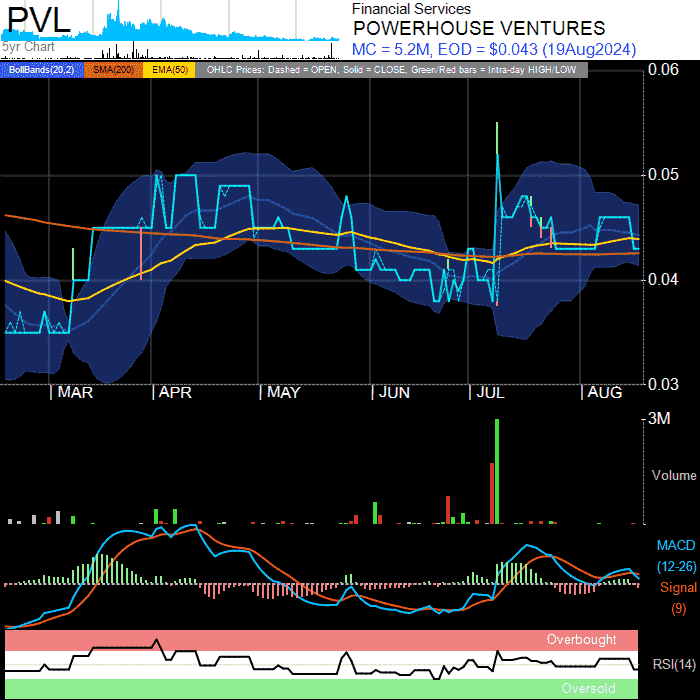 PVL
5yr Chart
Financial Services
POWERHOUSE VENTURES
MC = 5.2M, EOD = $0.043 (19Aug2024)
BollBands(20,2) SMA(200) EMA(50) OHLC Prices: Dashed = OPEN, Solid = CLOSE, Green/Red bars = Intra-day HIGH/LOW
0.06
0.05
0.04
0.03
MAR APR MAY JUN JUL AUG
3M
Volume
MACD
(12-26)
Signal
(9)
Overbought
RSI(14)
Oversold